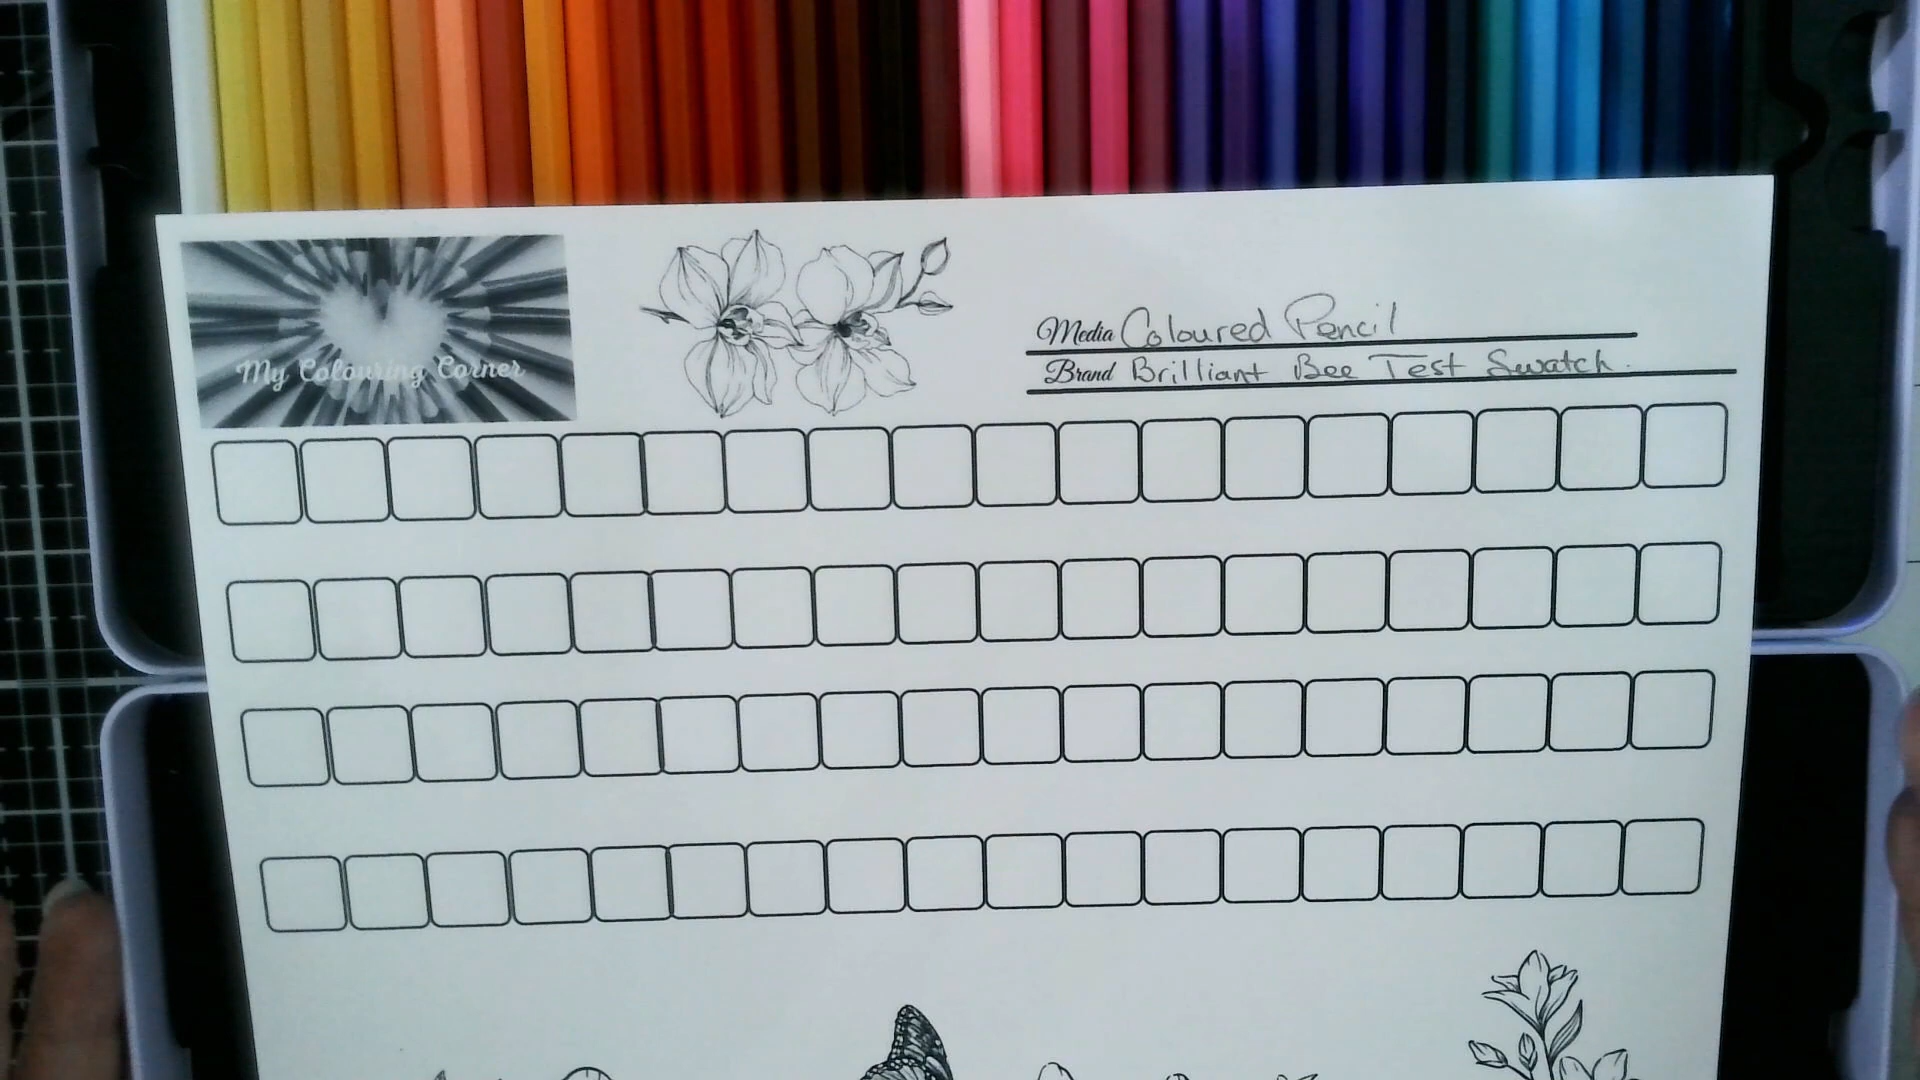 My Colouring Corner
Media Coloured Pencil
Brand Brilliant Bee Test Swatch.